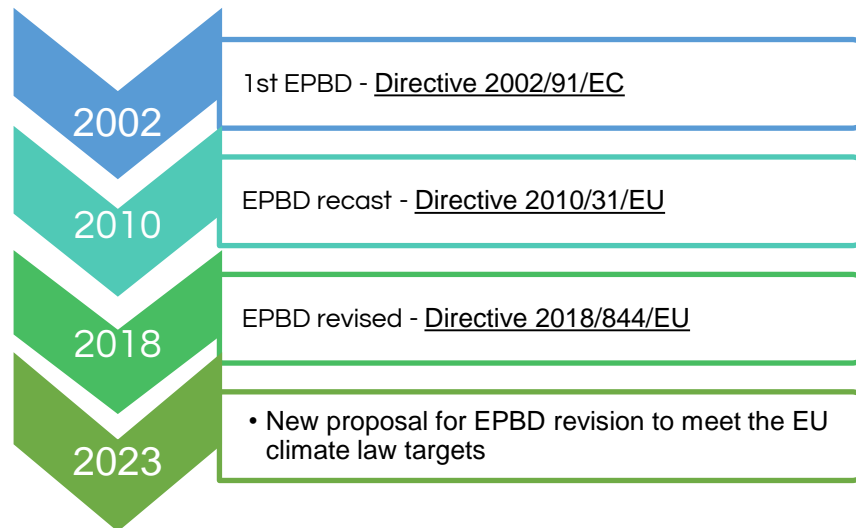 2002
1st EPBD - Directive 2002/91/EC
2010
EPBD recast - Directive 2010/31/EU
2018
EPBD revised - Directive 2018/844/EU
2023
• New proposal for EPBD revision to meet the EU
climate law targets